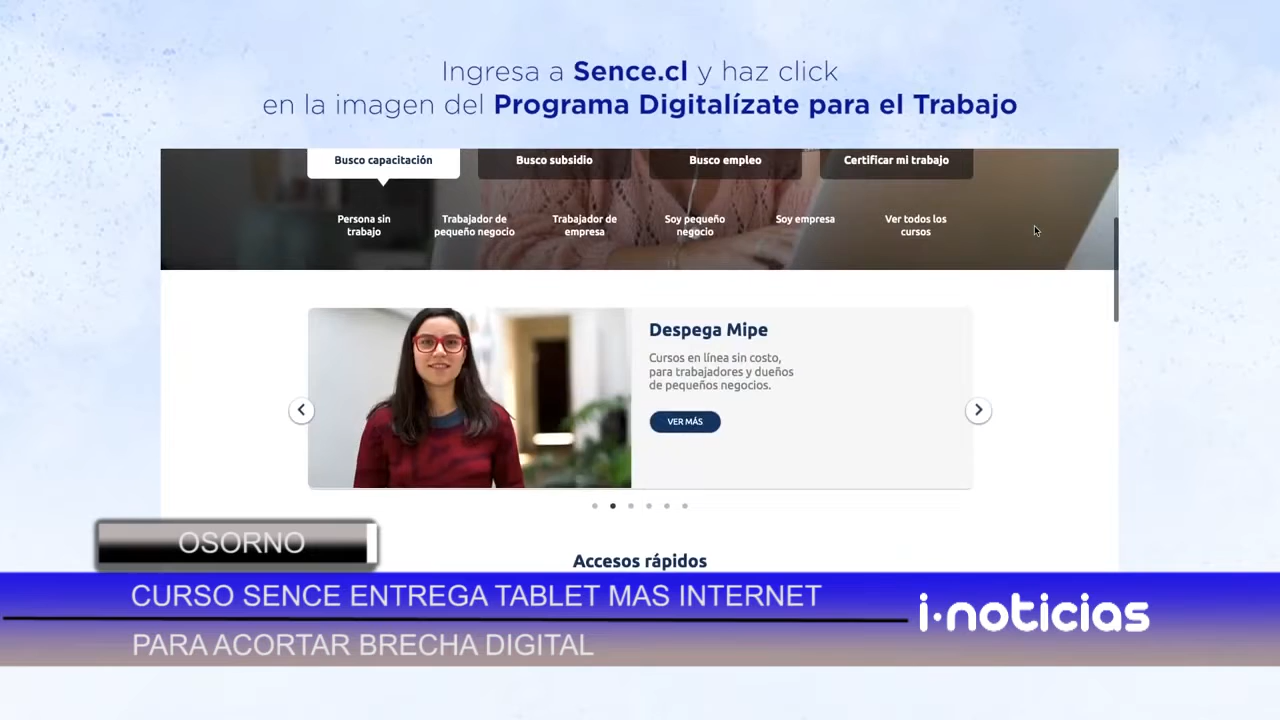 Ingresa a Sence.cl y haz click
en la imagen del Programa Digitalízate para el Trabajo
Busco capacitación
Busco subsidio
Busco empleo
Certificar mi trabajo
Persona sin
trabajo
Trabajador de
pequeño negocio
Trabajador de
empresa
Soy pequeño
negocio
Soy empresa
Ver todos los
cursos
Despega Mipe
Cursos en línea sin costo,
para trabajadores y dueños
de pequeños negocios.
VER MÁS
Accesos rápidos
OSORNO
CURSO SENCE ENTREGA TABLET MAS INTERNET
PARA ACORTAR BRECHA DIGITAL
i·noticias